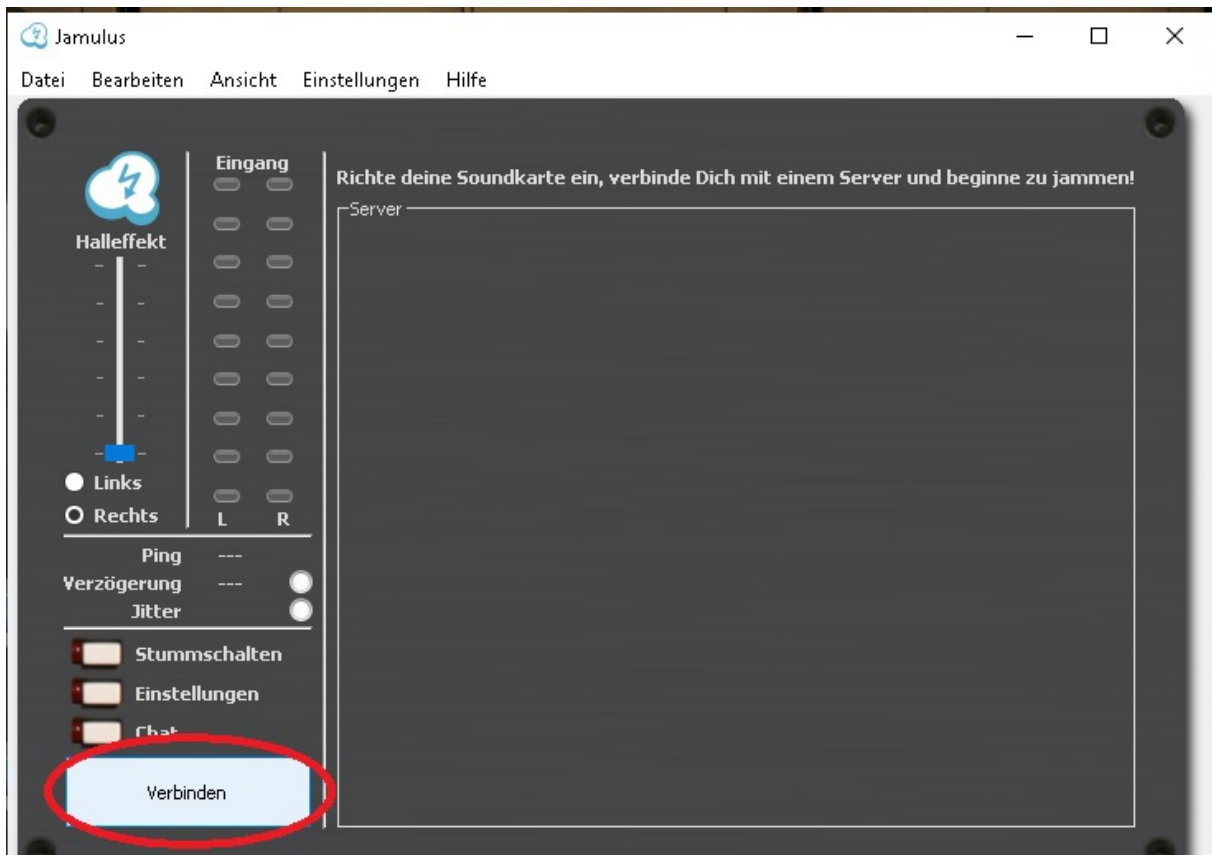 Jamulus
Datei Bearbeiten Ansicht Einstellungen Hilfe
Eingang
Halleffekt
Links
Rechts
L R
Ping ---
Verzögerung ---
Jitter
Stummschalten
Einstellungen
Chat
Verbinden
Richte deine Soundkarte ein, verbinde Dich mit einem Server und beginne zu jammen!
Server